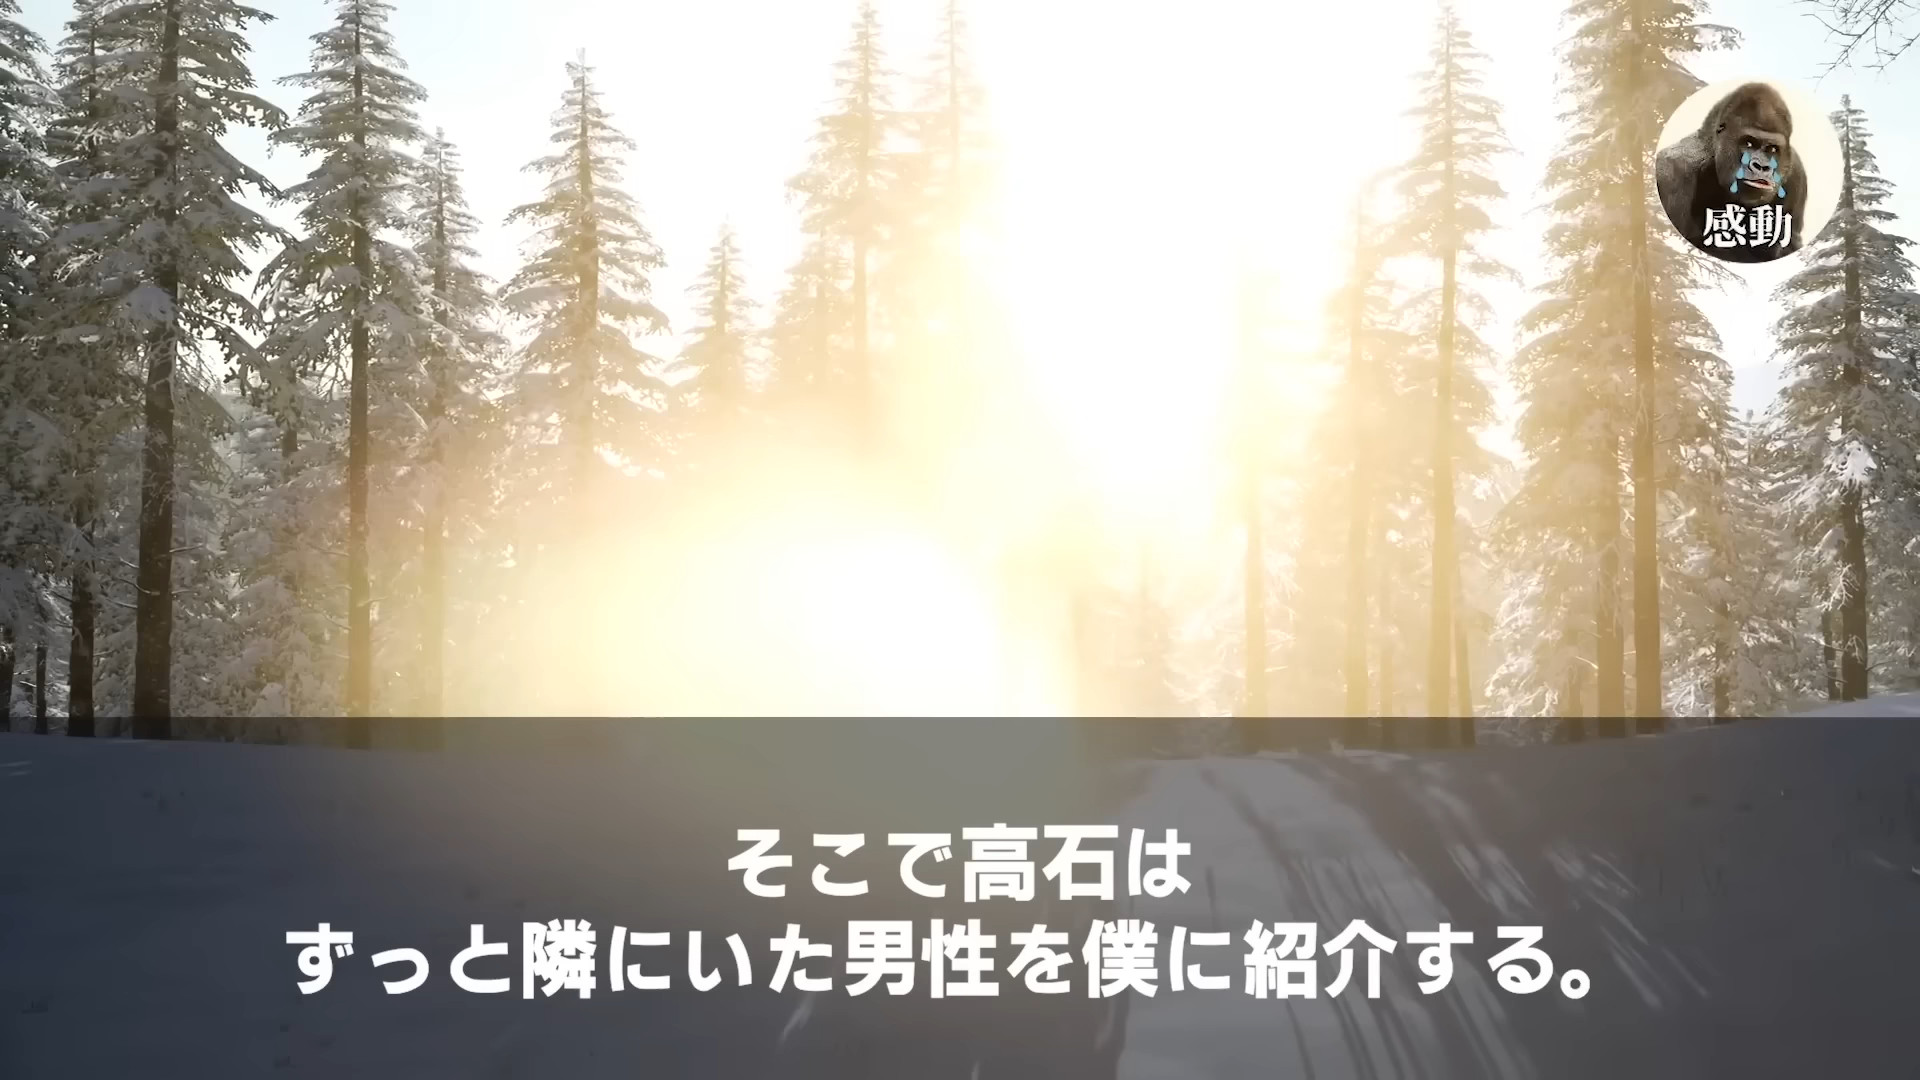 感動
そこで高石は
ずっと隣にいた男性を僕に紹介する。